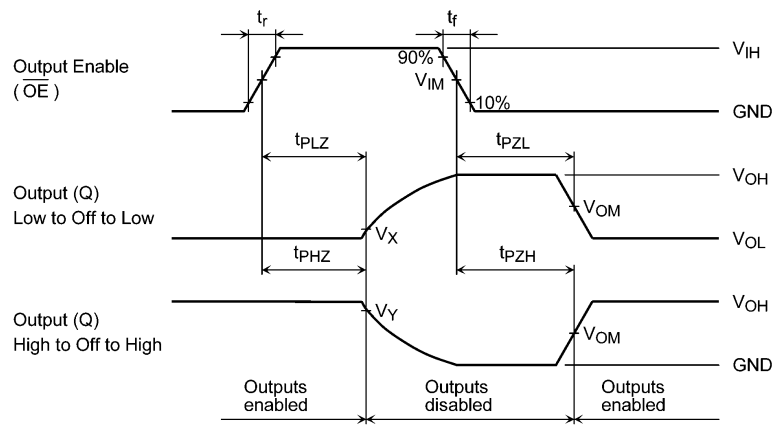 tr
tf
Output Enable
( O̅E̅ )
90%
VIM
10%
VIH
GND
tPLZ
tPZL
Output (Q)
Low to Off to Low
VX
VOH
VOM
VOL
tPHZ
tPZH
Output (Q)
High to Off to High
VY
VOH
VOM
GND
Outputs
enabled
Outputs
disabled
Outputs
enabled